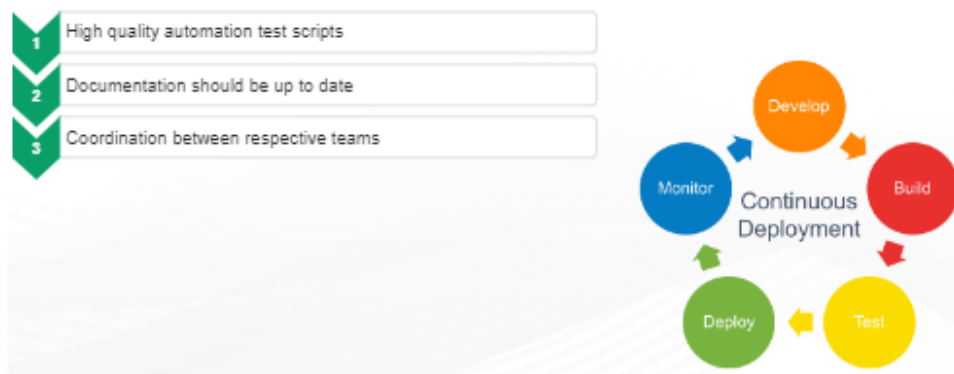 1
High quality automation test scripts
2
Documentation should be up to date
3
Coordination between respective teams
Develop
Monitor
Build
Continuous
Deployment
Deploy
Test